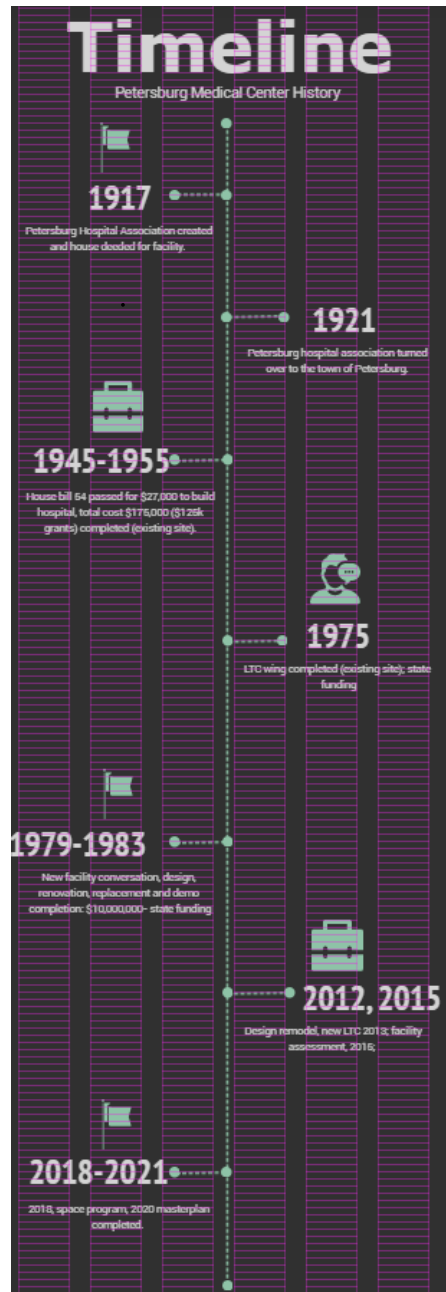 Timeline
Petersburg Medical Center History
1917
Petersburg Hospital Association created
and house deeded for facility.
1921
Petersburg hospital association turned
over to the town of Petersburg.
1945-1955
House bill 54 passed for $27,000 to build
hospital, total cost $175,000 ($125k
grants) completed (existing site).
1975
LTC wing completed (existing site); state
funding
1979-1983
New facility conversation, design,
renovation, replacement and demo
completion: $10,000,000- state funding
2012, 2015
Design remodel, new LTC 2013; facility
assessment, 2015;
2018-2021
2018, space program, 2020 masterplan
completed.